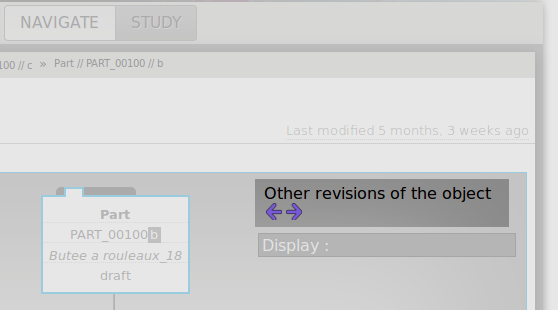 NAVIGATE STUDY
100 // c » Part // PART_00100 // b
Last modified 5 months, 3 weeks ago
Other revisions of the object
Part
PART_00100b
Display :
Butee a rouleaux_18
draft